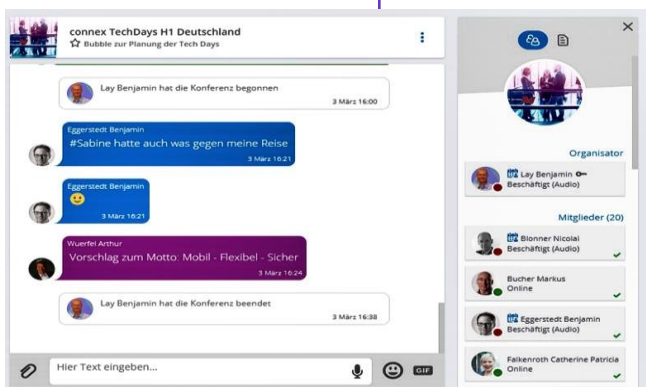 connex TechDays H1 Deutschland
Bubble zur Planung der Tech Days
Lay Benjamin hat die Konferenz begonnen
3 März 16:00
Eggerstedt Benjamin
#Sabine hatte auch was gegen meine Reise
3 März 16:21
Eggerstedt Benjamin
3 März 16:21
Wuerfel Arthur
Vorschlag zum Motto: Mobil - Flexibel - Sicher
3 März 16:24
Lay Benjamin hat die Konferenz beendet
3 März 16:38
Hier Text eingeben...
GIF
Organisator
Lay Benjamin
Beschäftigt (Audio)
Mitglieder (20)
Blonner Nicolai
Beschäftigt (Audio)
Bucher Markus
Online
Eggerstedt Benjamin
Beschäftigt (Audio)
Falkenroth Catherine Patricia
Online